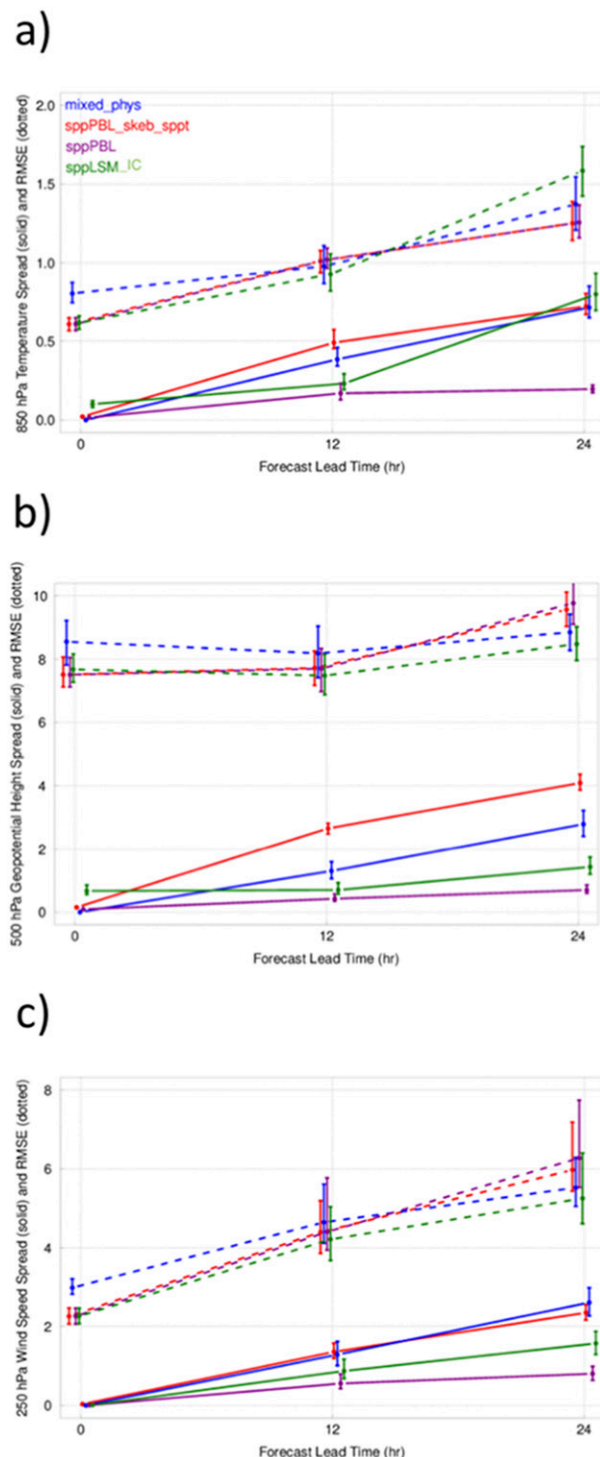 a)
850 hPa Temperature Spread (solid) and RMSE (dotted)
2.0
1.5
1.0
0.5
0.0
mixed_phys
sppPBL_skeb_sppt
sppPBL
sppLSM_IC
0 12 24
Forecast Lead Time (hr)
b)
500 hPa Geopotential Height Spread (solid) and RMSE (dotted)
10
8
6
4
2
0
0 12 24
Forecast Lead Time (hr)
c)
250 hPa Wind Speed Spread (solid) and RMSE (dotted)
8
6
4
2
0
0 12 24
Forecast Lead Time (hr)